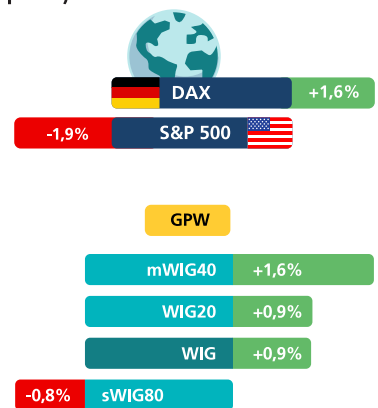 DAX +1,6%
-1,9% S&P 500
GPW
mWIG40 +1,6%
WIG20 +0,9%
WIG +0,9%
-0,8% sWIG80